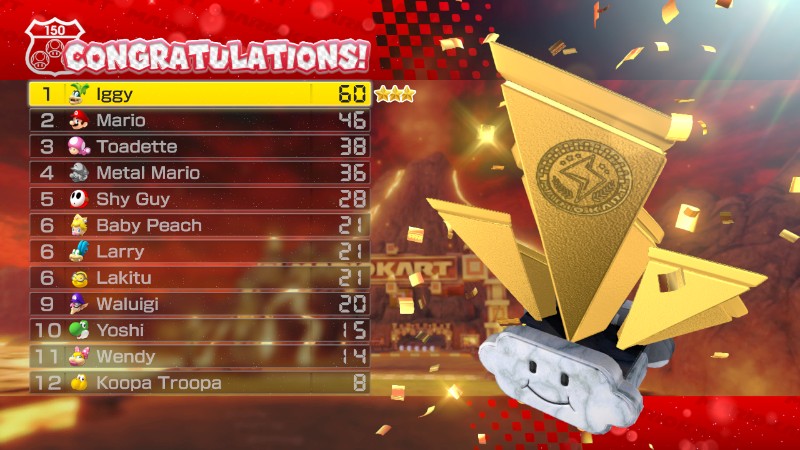 150
CONGRATULATIONS!
1 Iggy 60
2 Mario 46
3 Toadette 38
4 Metal Mario 36
5 Shy Guy 28
6 Baby Peach 21
6 Larry 21
6 Lakitu 21
9 Waluigi 20
10 Yoshi 15
11 Wendy 14
12 Koopa Troopa 8
KART